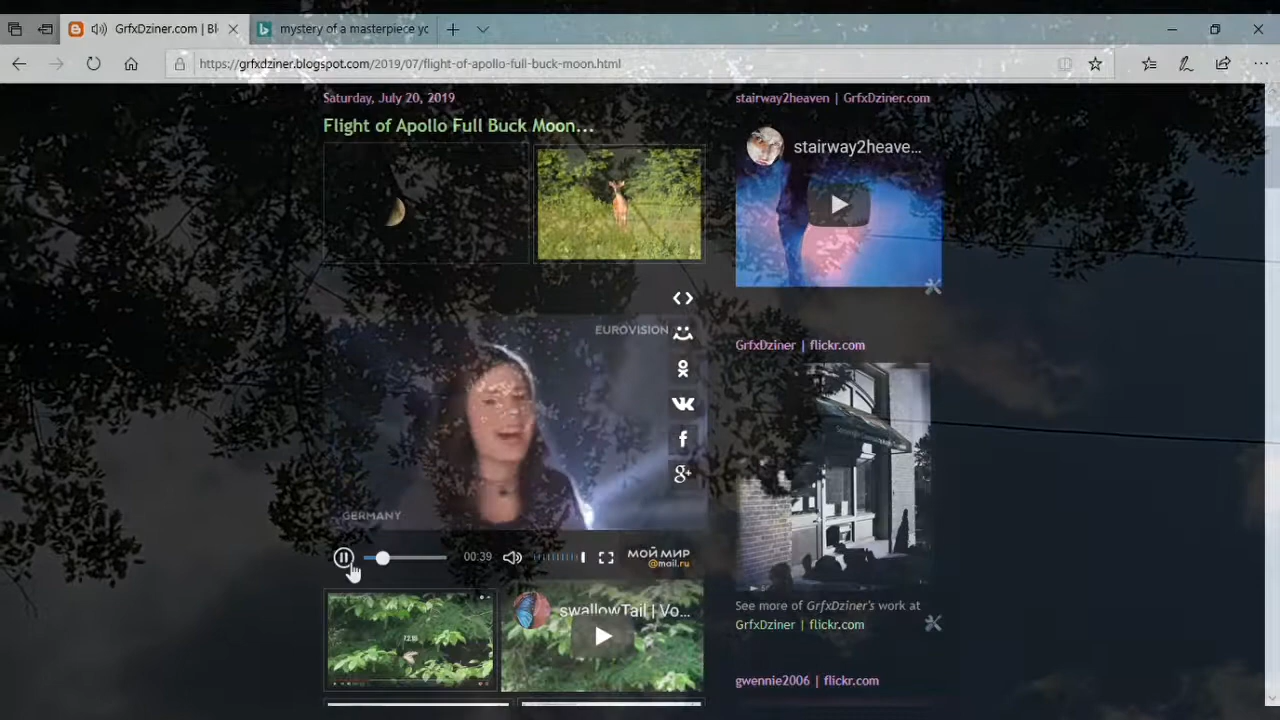 GrfxDziner.com | Bl
mystery of a masterpiece yc
https://grfxdziner.blogspot.com/2019/07/flight-of-apollo-full-buck-moon.html
Saturday, July 20, 2019
Flight of Apollo Full Buck Moon...
EUROVISION
GERMANY
00:39
МОЙ МИР
@mail.ru
swallowTail | Vo...
stairway2heaven | GrfxDziner.com
stairway2heave...
GrfxDziner | flickr.com
See more of GrfxDziner's work at
GrfxDziner | flickr.com
gwennie2006 | flickr.com